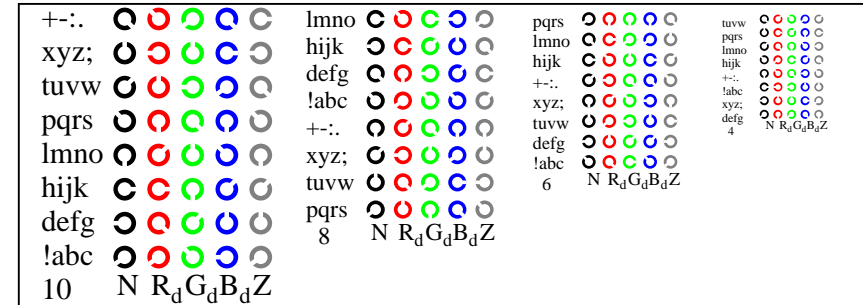 +-:.
xyz;
tuvw
pqrs
lmno
hijk
defg
!abc
10 N RdGdBdZ
lmno
hijk
defg
!abc
+-:.
xyz;
tuvw
pqrs
8 N RdGdBdZ
pqrs
lmno
hijk
+-:.
xyz;
tuvw
defg
!abc
6 N RdGdBdZ
tuvw
pqrs
lmno
hijk
+-:.
!abc
xyz;
defg
4 N RdGdBdZ